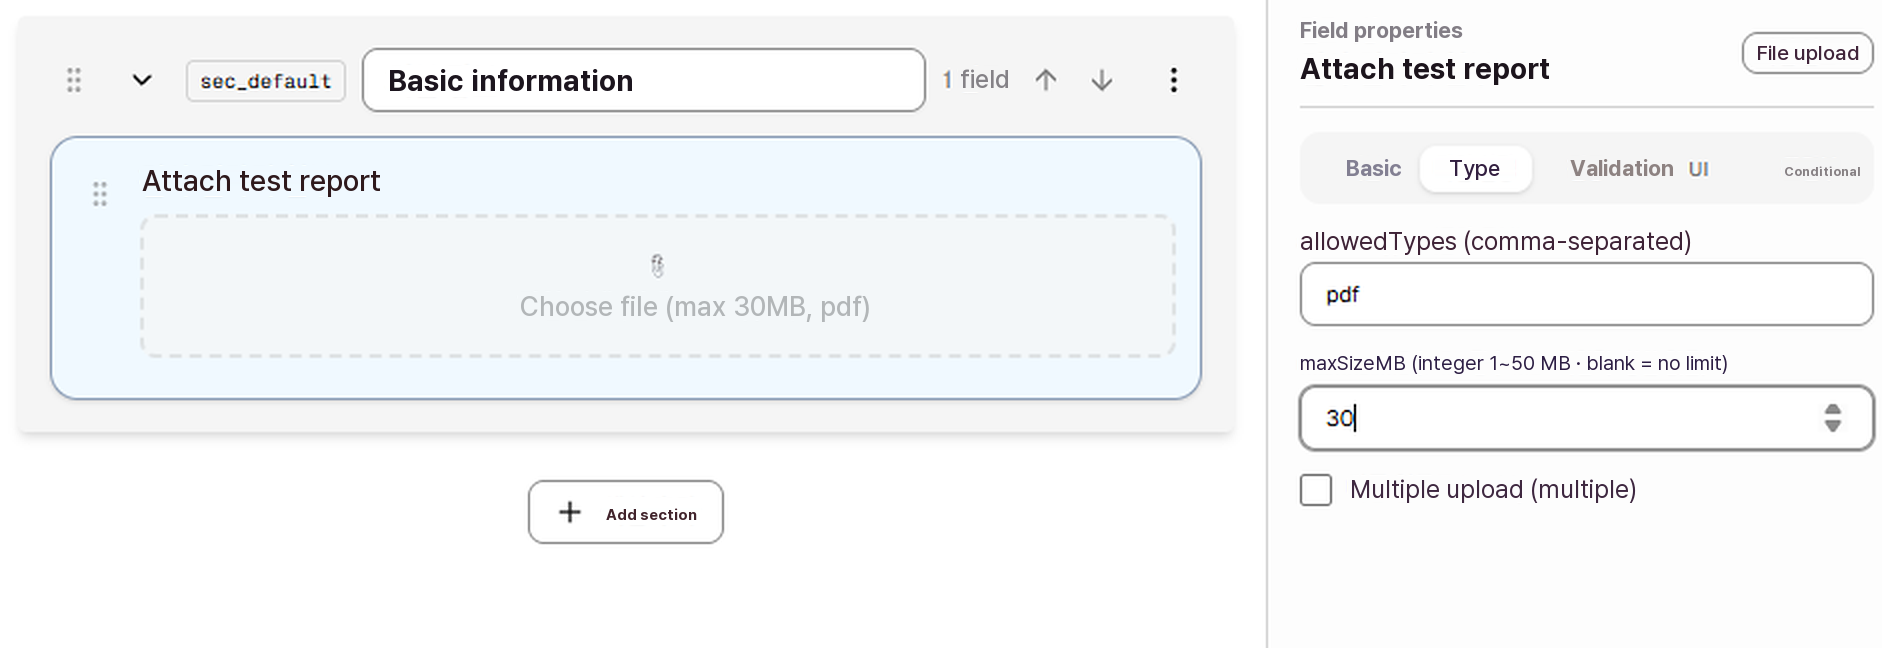 sec_default
Basic information
1 field
Attach test report
Choose file (max 30MB, pdf)
Add section
Field properties
Attach test report
File upload
Basic
Type
Validation
UI
Conditional
allowedTypes (comma-separated)
pdf
maxSizeMB (integer 1~50 MB · blank = no limit)
30
Multiple upload (multiple)